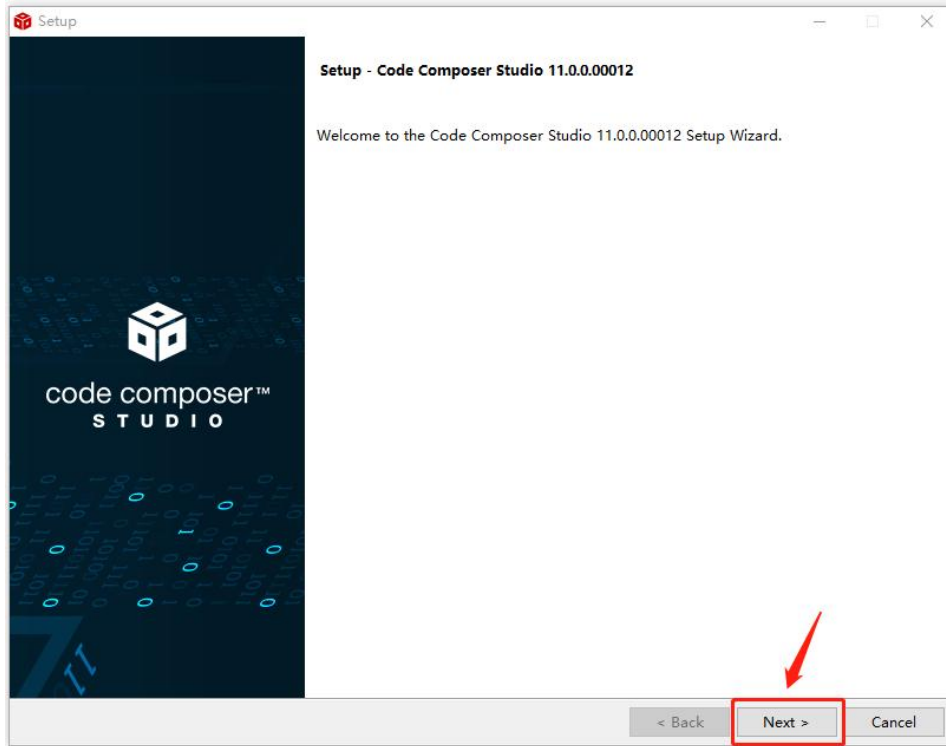 Setup
Setup - Code Composer Studio 11.0.0.00012
Welcome to the Code Composer Studio 11.0.0.00012 Setup Wizard.
code composer™
STUDIO
< Back
Next >
Cancel